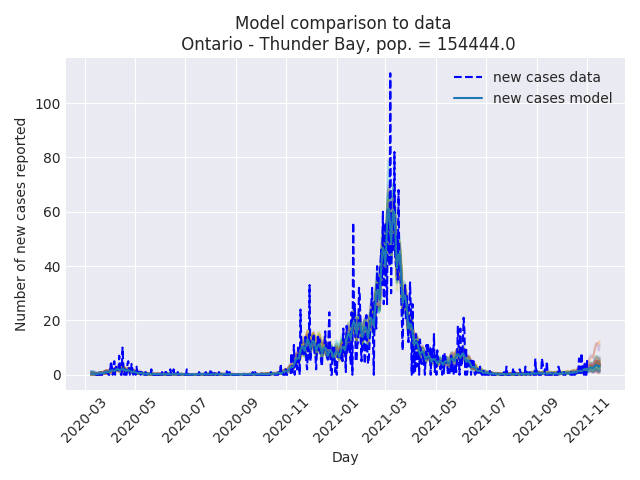 Model comparison to data
Ontario - Thunder Bay, pop. = 154444.0
new cases data
new cases model
Number of new cases reported
100
80
60
40
20
0
2020-03
2020-05
2020-07
2020-09
2020-11
2021-01
2021-03
2021-05
2021-07
2021-09
2021-11
Day